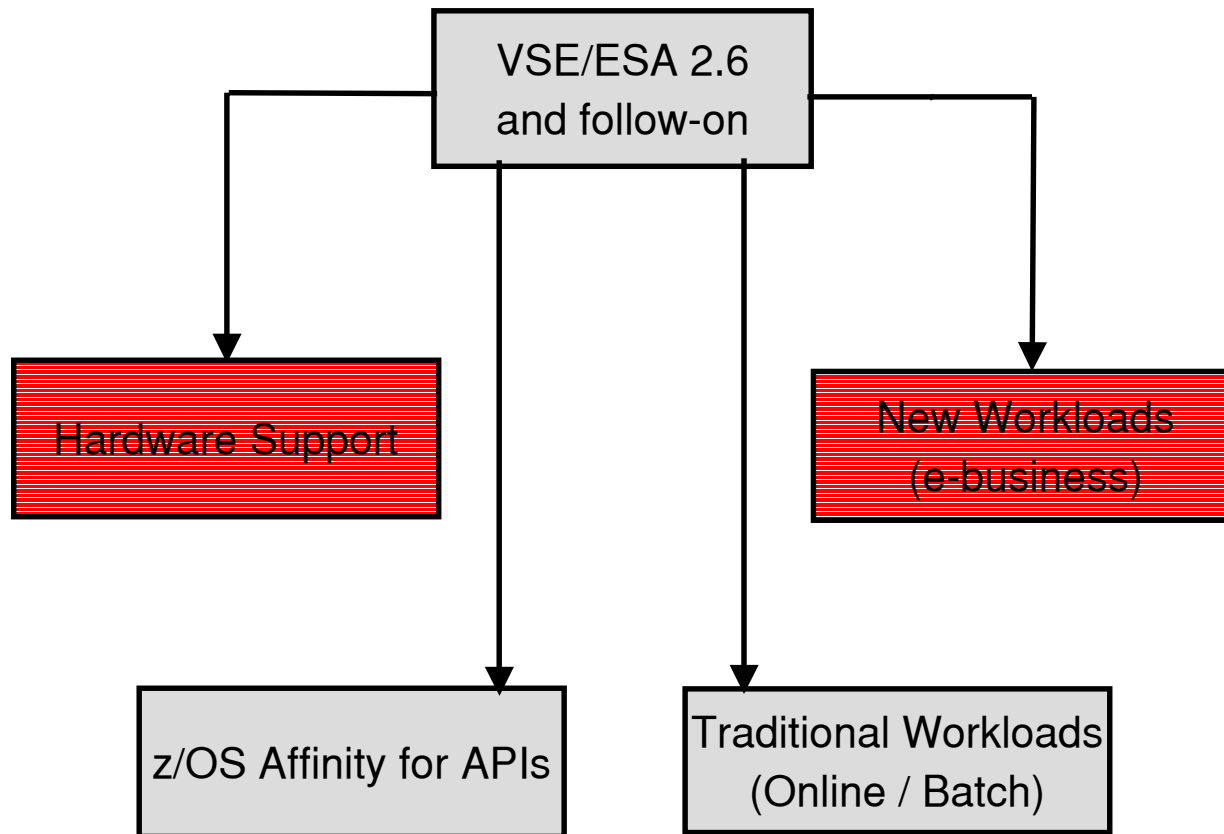 VSE/ESA 2.6
and follow-on
Hardware Support
New Workloads
(e-business)
z/OS Affinity for APIs
Traditional Workloads
(Online / Batch)